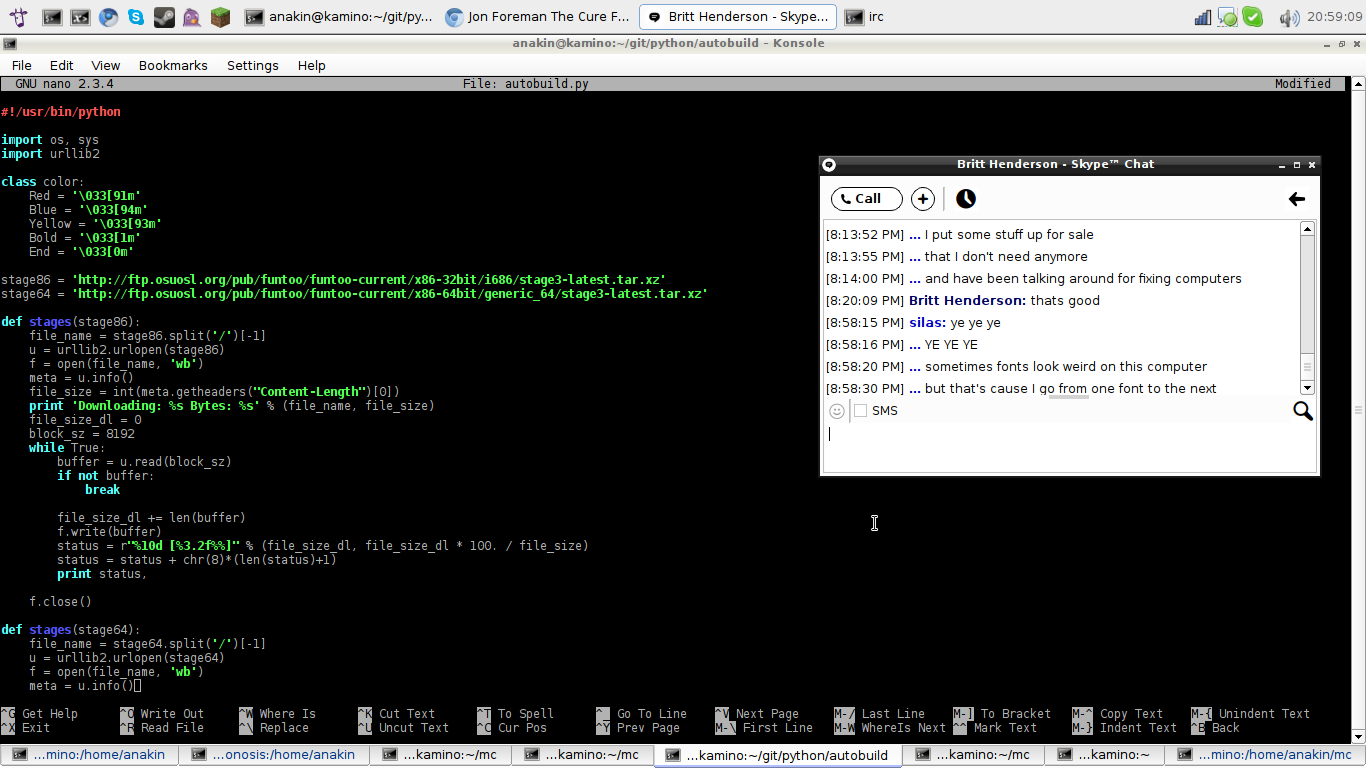 anakin@kamino:~/git/py...
Jon Foreman The Cure F...
Britt Henderson - Skype...
irc
20:59:09
anakin@kamino:~/git/python/autobuild - Konsole
File Edit View Bookmarks Settings Help
GNU nano 2.3.4 File: autobuild.py Modified
#!/usr/bin/python
import os, sys
import urllib2
class color:
    Red = '\033[91m'
    Blue = '\033[94m'
    Yellow = '\033[93m'
    Bold = '\033[1m'
    End = '\033[0m'
stage86 = 'http://ftp.osuosl.org/pub/funtoo/funtoo-current/x86-32bit/i686/stage3-latest.tar.xz'
stage64 = 'http://ftp.osuosl.org/pub/funtoo/funtoo-current/x86-64bit/generic_64/stage3-latest.tar.xz'
def stages(stage86):
    file_name = stage86.split('/')[-1]
    u = urllib2.urlopen(stage86)
    f = open(file_name, 'wb')
    meta = u.info()
    file_size = int(meta.getheaders("Content-Length")[0])
    print 'Downloading: %s Bytes: %s' % (file_name, file_size)
    file_size_dl = 0
    block_sz = 8192
    while True:
        buffer = u.read(block_sz)
        if not buffer:
            break
        file_size_dl += len(buffer)
        f.write(buffer)
        status = r"%10d [%3.2f%%]" % (file_size_dl, file_size_dl * 100. / file_size)
        status = status + chr(8)*(len(status)+1)
        print status,
    f.close()
def stages(stage64):
    file_name = stage64.split('/')[-1]
    u = urllib2.urlopen(stage64)
    f = open(file_name, 'wb')
    meta = u.info()
Britt Henderson - Skype™ Chat
Call
[8:13:52 PM] ... I put some stuff up for sale
[8:13:55 PM] ... that I don't need anymore
[8:14:00 PM] ... and have been talking around for fixing computers
[8:20:09 PM] Britt Henderson: thats good
[8:58:15 PM] silas: ye ye ye
[8:58:16 PM] ... YE YE YE
[8:58:20 PM] ... sometimes fonts look weird on this computer
[8:58:30 PM] ... but that's cause I go from one font to the next
SMS
^G Get Help ^O Write Out ^W Where Is ^K Cut Text ^T To Spell ^_ Go To Line ^V Next Page M-/ Last Line M-] To Bracket M-^ Copy Text M-{ Unindent Text
^X Exit ^R Read File ^\ Replace ^U Uncut Text ^C Cur Pos ^Y Prev Page M-\ First Line M-W WhereIs Next ^^ Mark Text M-} Indent Text ^B Back
...mino:/home/anakin
...onosis:/home/anakin
...kamino:~/mc
...kamino:~/mc
...kamino:~/git/python/autobuild
...kamino:~/mc
...kamino:~
...mino:/home/anakin/mc